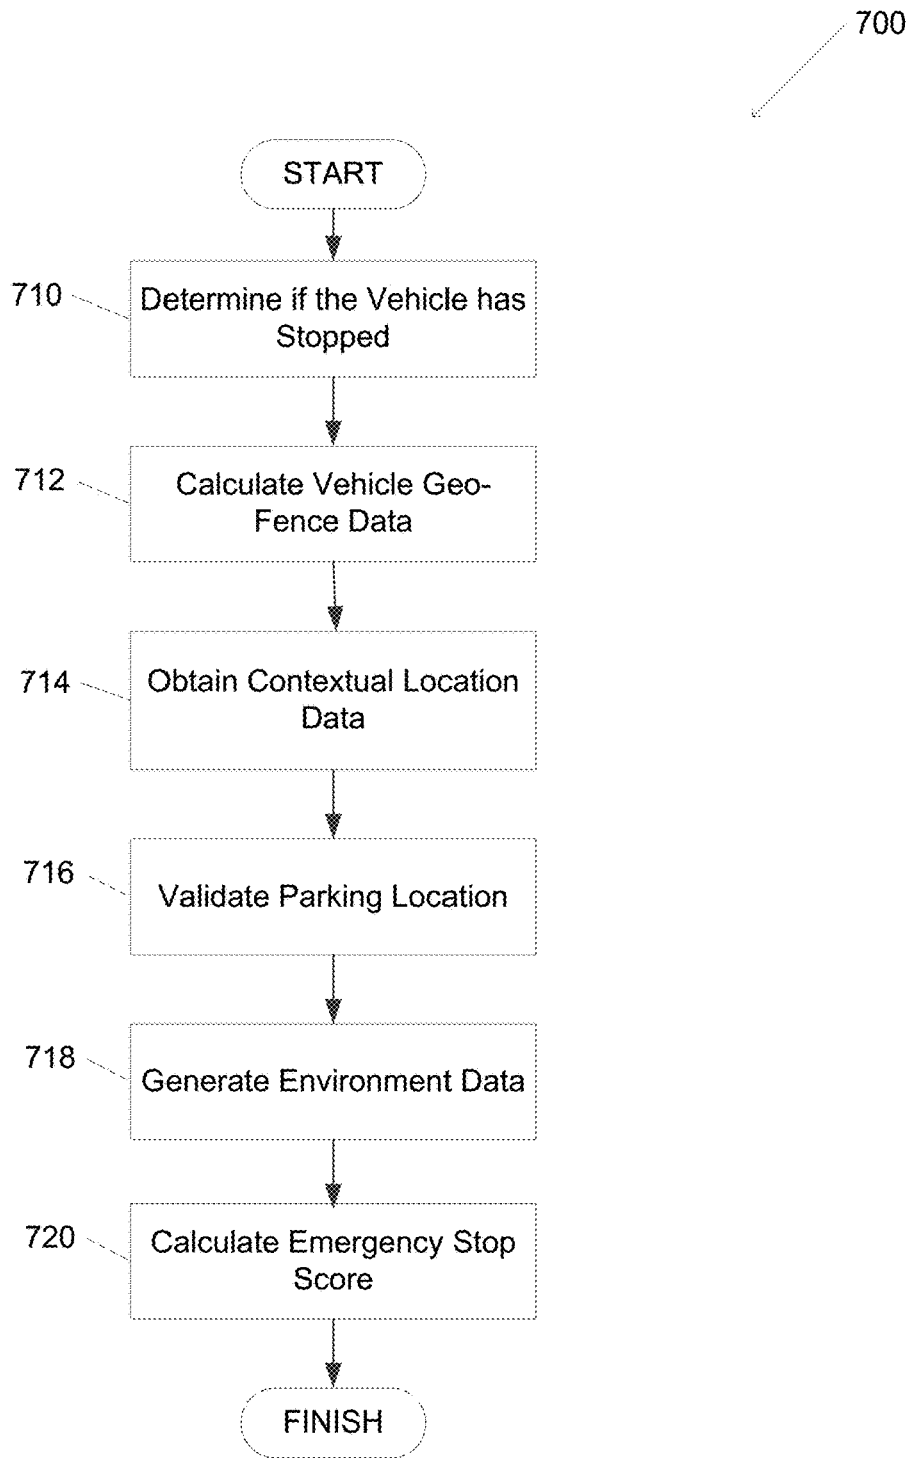 700
START
710
Determine if the Vehicle has
Stopped
712
Calculate Vehicle Geo-
Fence Data
714
Obtain Contextual Location
Data
716
Validate Parking Location
718
Generate Environment Data
720
Calculate Emergency Stop
Score
FINISH